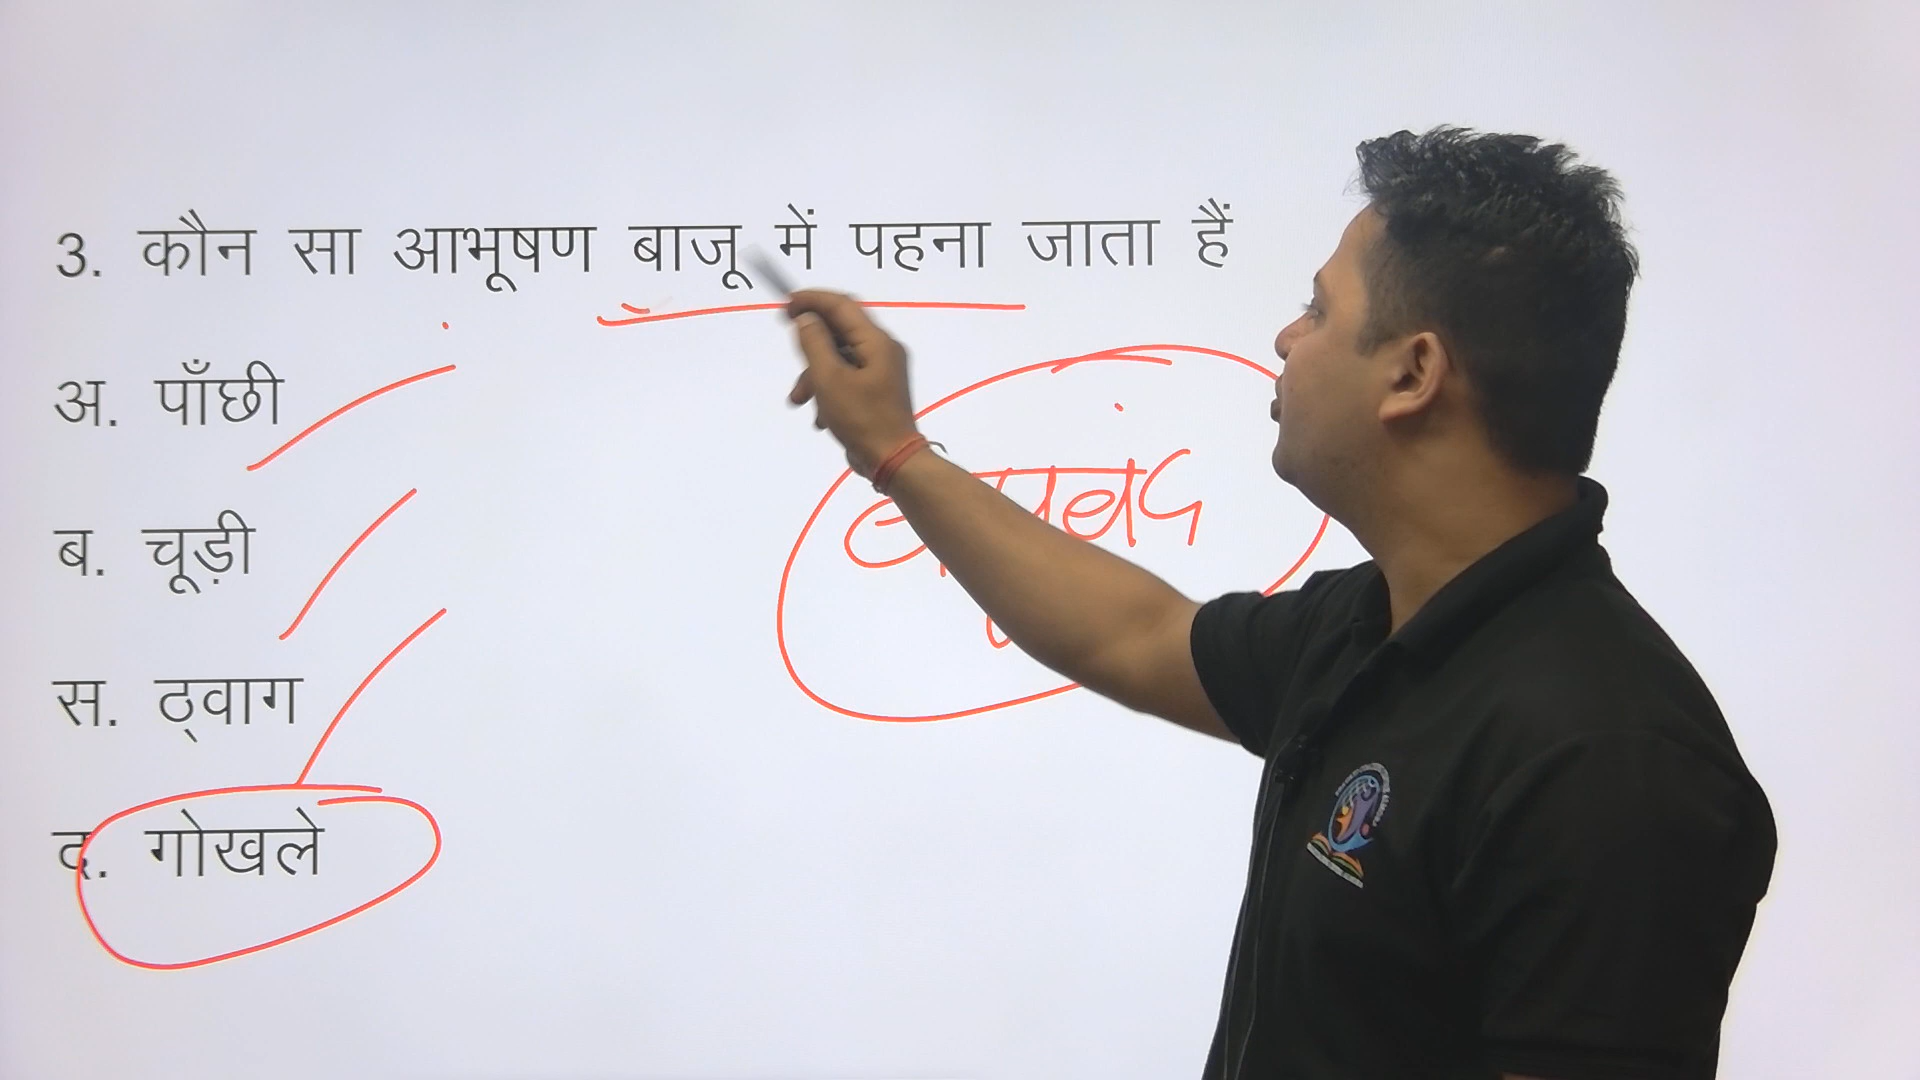 3. कौन सा आभूषण बाजू में पहना जाता हैं
अ. पाँछी
ब. चूड़ी
स. ठ्वाग
द. गोखले